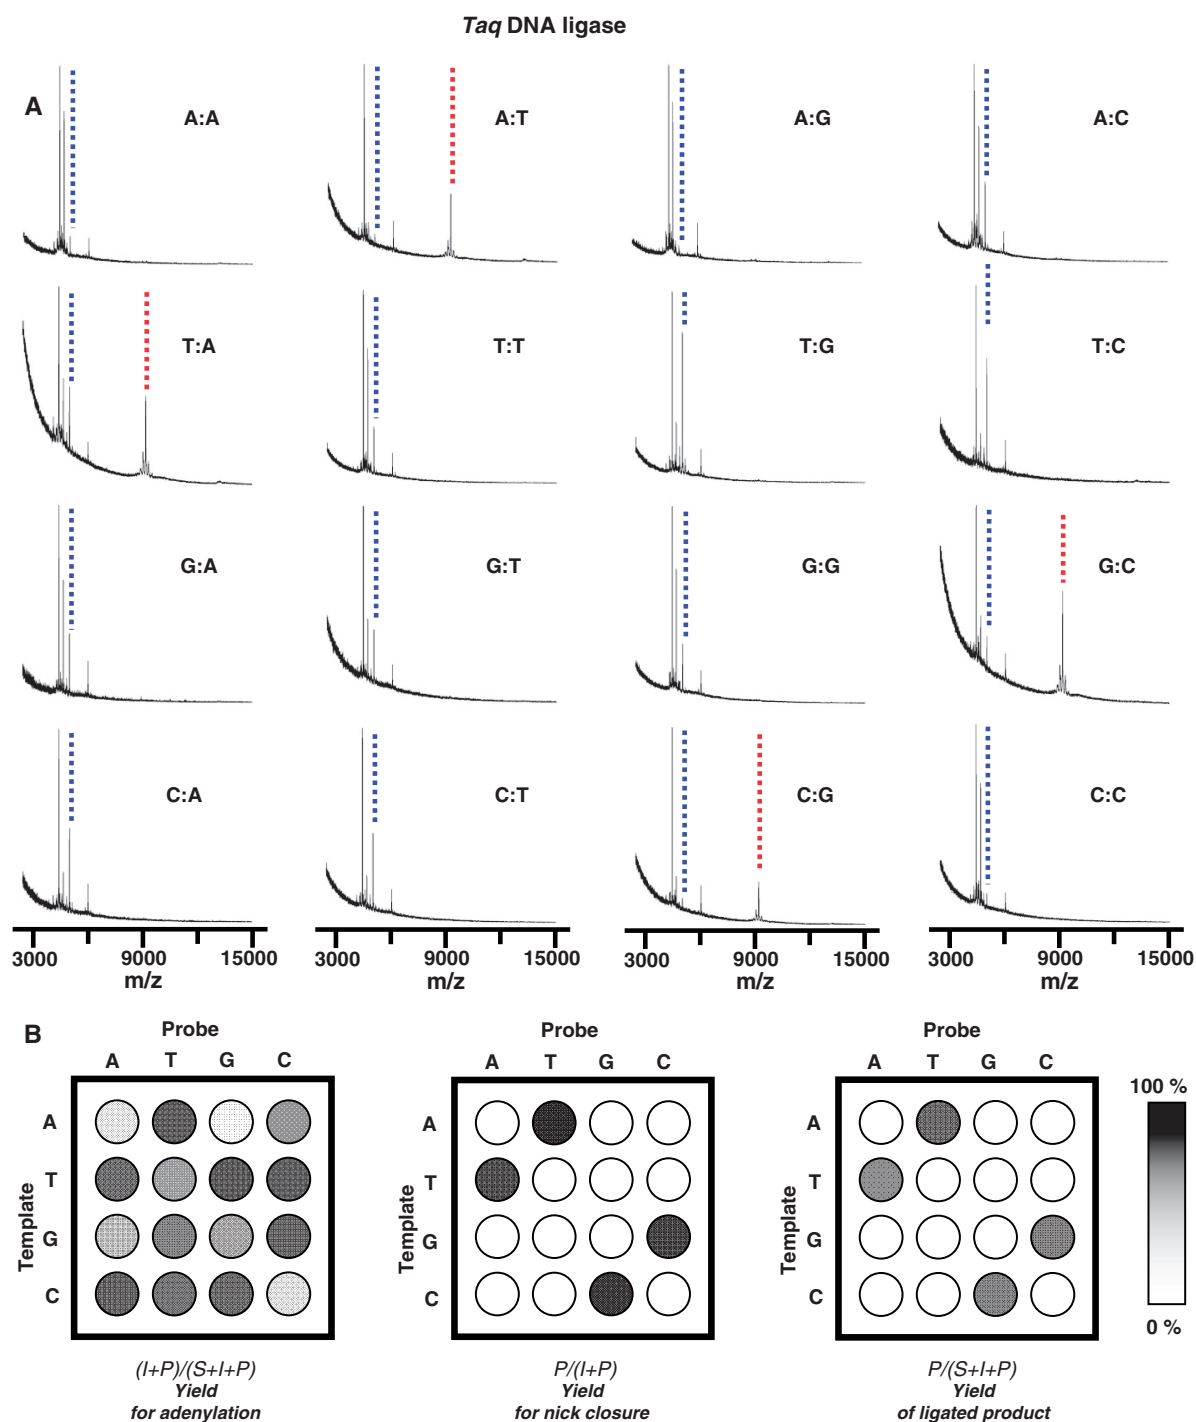 Taq DNA ligase
A
A:A A:T A:G A:C
T:A T:T T:G T:C
G:A G:T G:G G:C
C:A C:T C:G C:C
3000 9000 15000 3000 9000 15000 3000 9000 15000 3000 9000 15000
m/z m/z m/z m/z
B
Probe Probe Probe
A T G C A T G C A T G C
100 %
A A A
T T T
Template Template Template
G G G
C C C
0 %
(I+P)/(S+I+P) P/(I+P) P/(S+I+P)
Yield Yield Yield
for adenylation for nick closure of ligated product